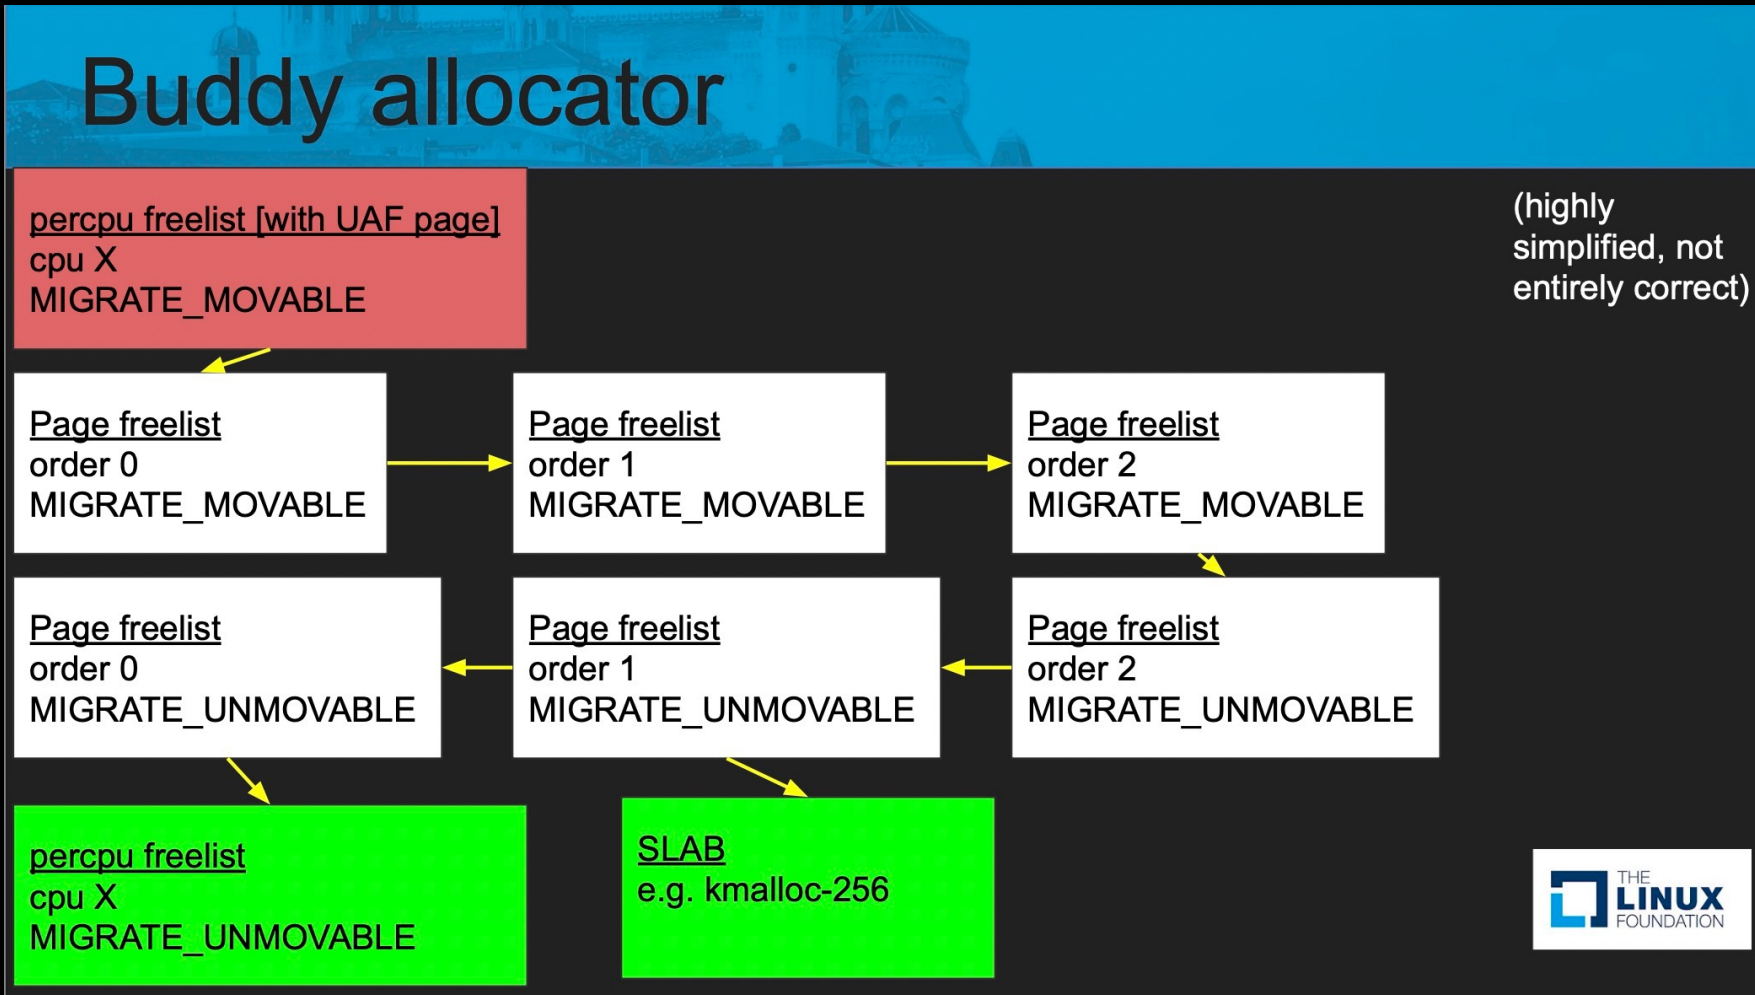 Buddy allocator
percpu freelist [with UAF page]
cpu X
MIGRATE_MOVABLE
(highly
simplified, not
entirely correct)
Page freelist
order 0
MIGRATE_MOVABLE
Page freelist
order 1
MIGRATE_MOVABLE
Page freelist
order 2
MIGRATE_MOVABLE
Page freelist
order 0
MIGRATE_UNMOVABLE
Page freelist
order 1
MIGRATE_UNMOVABLE
Page freelist
order 2
MIGRATE_UNMOVABLE
percpu freelist
cpu X
MIGRATE_UNMOVABLE
SLAB
e.g. kmalloc-256
THE
LINUX
FOUNDATION